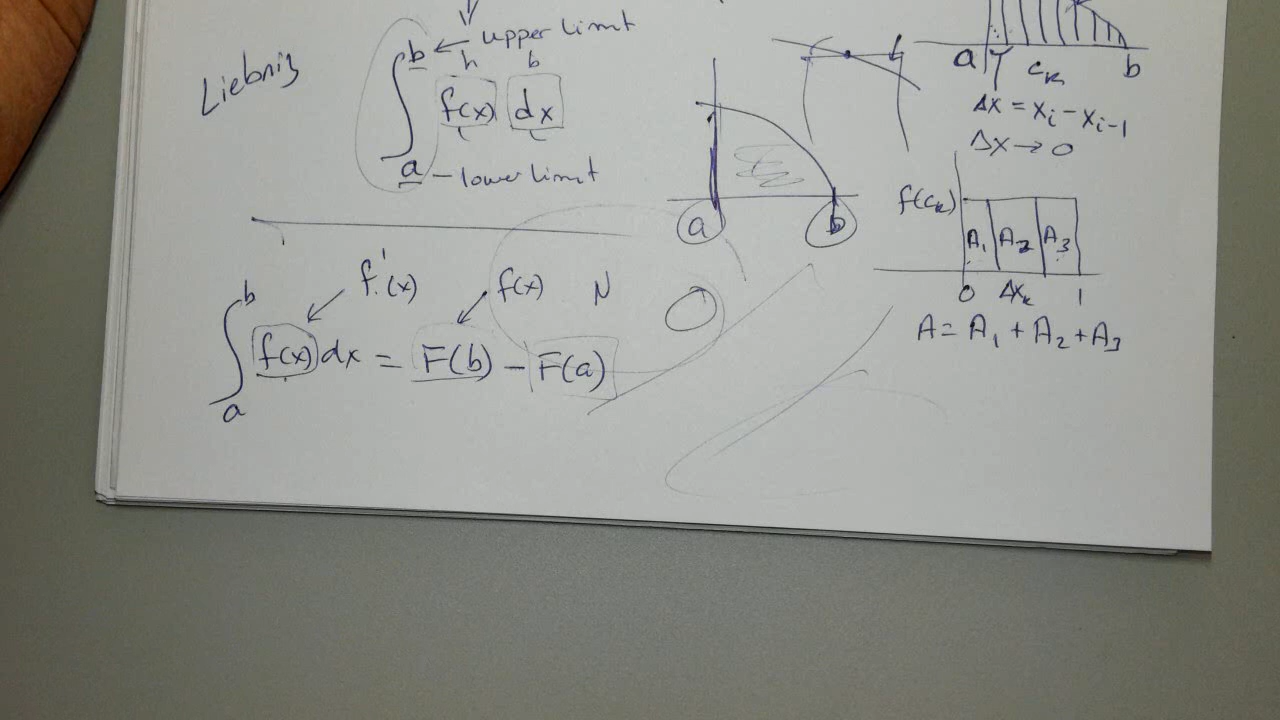 Liebniz
b ← upper limit
h b
∫ f(x) dx
a – lower limit
a b
a cₖ b
Δx = xᵢ – xᵢ₋₁
Δx → 0
f(cₖ)
A₁ A₂ A₃
0 Δxₖ 1
A = A₁ + A₂ + A₃
f'(x) f(x) N
b
∫ f(x) dx = F(b) – F(a)
a